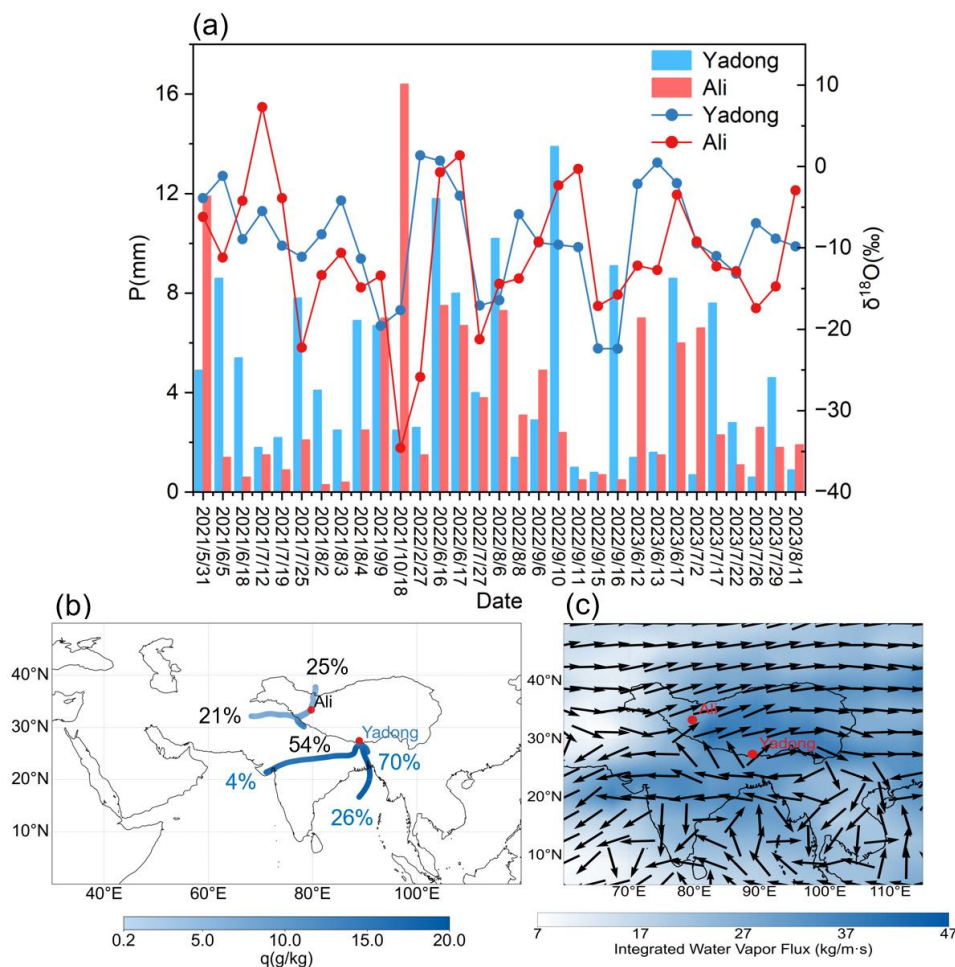 (a)
Yadong
Ali
Yadong
Ali
P(mm)
16
12
8
4
0
δ¹⁸O(‰)
10
0
−10
−20
−30
−40
2021/5/31
2021/6/5
2021/6/18
2021/7/12
2021/7/19
2021/7/25
2021/8/2
2021/8/3
2021/8/4
2021/9/9
2021/10/18
2022/2/27
2022/6/16
2022/6/17
2022/7/27
2022/8/6
2022/8/8
2022/9/6
2022/9/10
2022/9/11
2022/9/15
2022/9/16
2023/6/12
2023/6/13
2023/6/17
2023/7/2
2023/7/17
2023/7/22
2023/7/26
2023/7/29
2023/8/11
Date
(b)
40°N
30°N
20°N
10°N
25%
Ali
21%
54%
Yadong
4%
70%
26%
40°E
60°E
80°E
100°E
0.2
5.0
10.0
15.0
20.0
q(g/kg)
(c)
40°N
30°N
20°N
10°N
Ali
Yadong
70°E
80°E
90°E
100°E
110°E
7
17
27
37
47
Integrated Water Vapor Flux (kg/m·s)